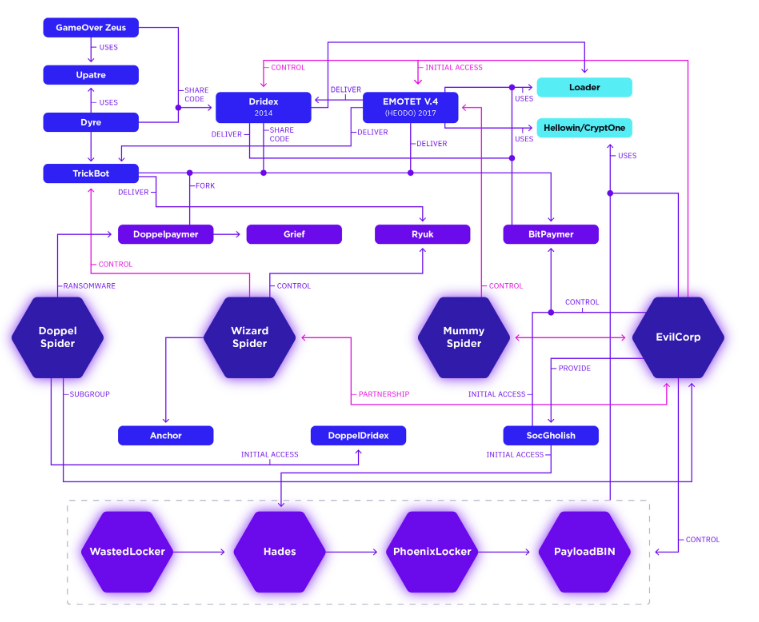 GameOver Zeus
USES
Upatre
USES
Dyre
TrickBot
SHARE
CODE
CONTROL
INITIAL ACCESS
DELIVER
Dridex
2014
EMOTET V.4
(HEODO) 2017
Loader
USES
Hellowin/CryptOne
USES
USES
DELIVER
SHARE
CODE
DELIVER
DELIVER
DELIVER
FORK
Doppelpaymer
Grief
Ryuk
BitPaymer
CONTROL
RANSOMWARE
CONTROL
CONTROL
CONTROL
Doppel
Spider
Wizard
Spider
Mummy
Spider
EvilCorp
PROVIDE
SUBGROUP
PARTNERSHIP
INITIAL ACCESS
Anchor
DoppelDridex
SocGholish
INITIAL ACCESS
INITIAL ACCESS
WastedLocker
Hades
PhoenixLocker
PayloadBIN
CONTROL